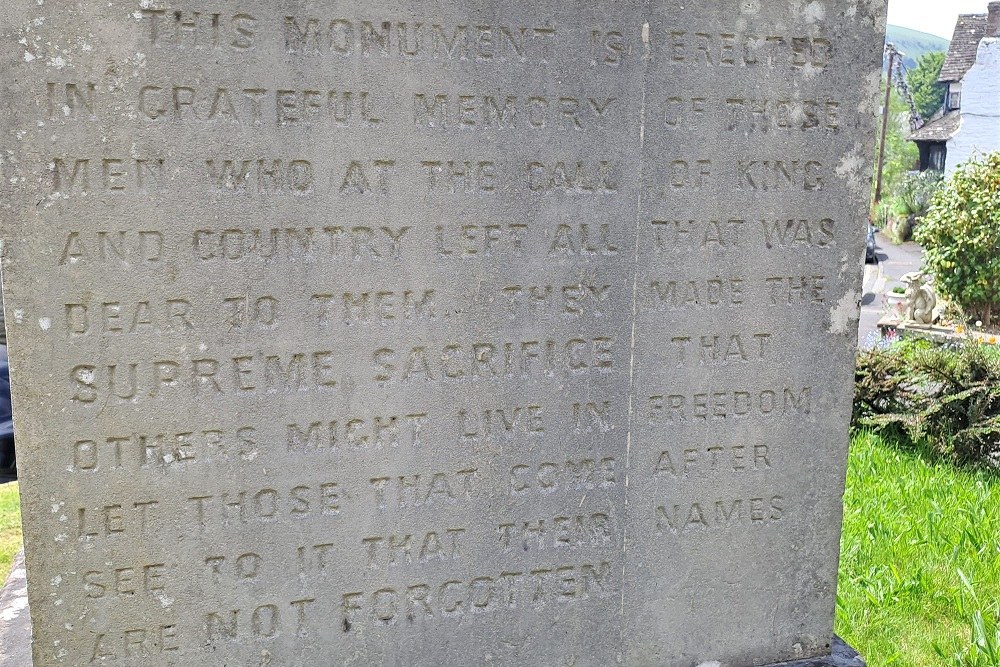 THIS MONUMENT IS ERECTED
IN GRATEFUL MEMORY OF THOSE
MEN WHO AT THE CALL OF KING
AND COUNTRY LEFT ALL THAT WAS
DEAR TO THEM. THEY MADE THE
SUPREME SACRIFICE THAT
OTHERS MIGHT LIVE IN FREEDOM
LET THOSE THAT COME AFTER
SEE TO IT THAT THEIR NAMES
ARE NOT FORGOTTEN